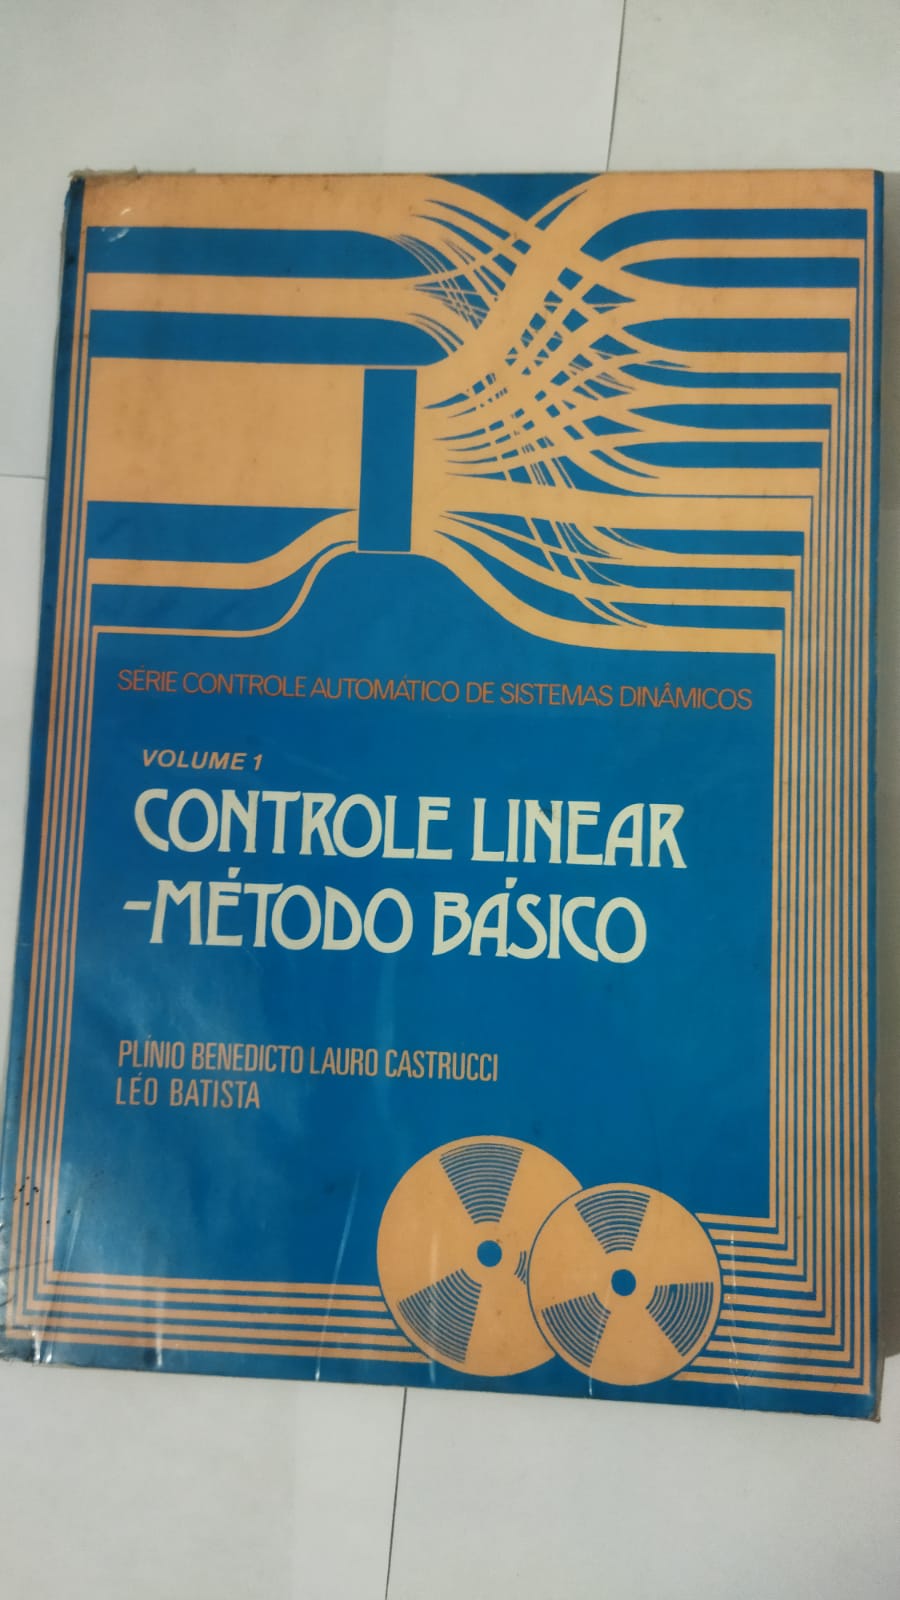 SÉRIE CONTROLE AUTOMÁTICO DE SISTEMAS DINÂMICOS
VOLUME 1
CONTROLE LINEAR
-MÉTODO BÁSICO
PLÍNIO BENEDICTO LAURO CASTRUCCI
LÉO BATISTA